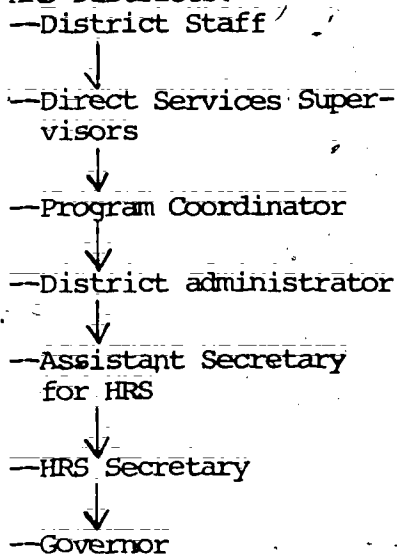 —District Staff
—Direct Services Super-
visors
—Program Coordinator
—District administrator
—Assistant Secretary
for HRS
—HRS Secretary
—Governor